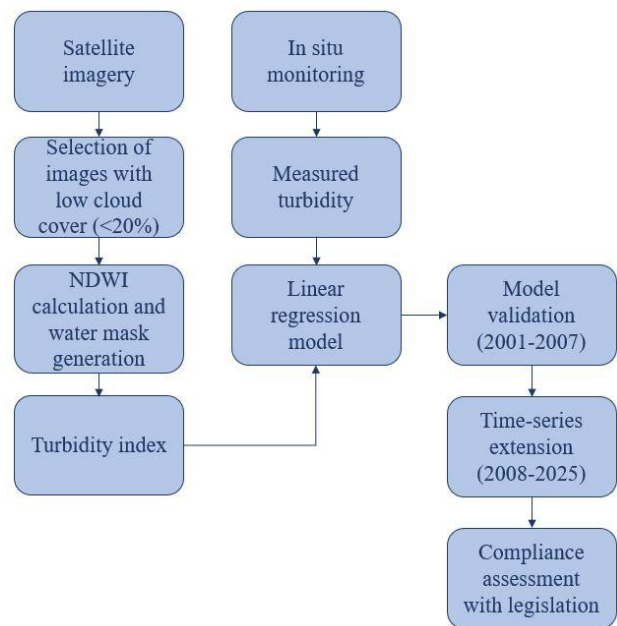 Satellite
imagery
Selection of
images with
low cloud
cover (<20%)
NDWI
calculation and
water mask
generation
Turbidity index
In situ
monitoring
Measured
turbidity
Linear
regression
model
Model
validation
(2001-2007)
Time-series
extension
(2008-2025)
Compliance
assessment
with legislation